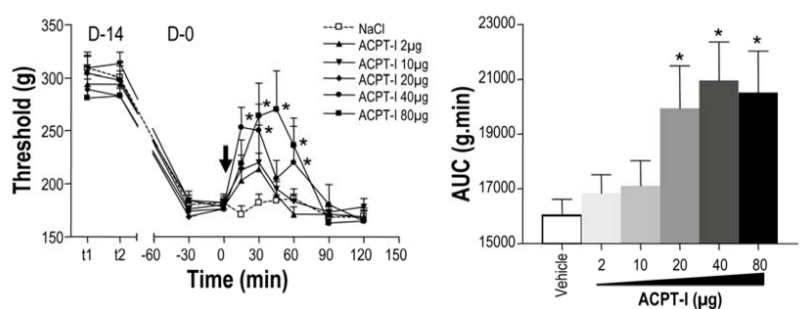 D-14
D-0
NaCl
ACPT-I 2µg
ACPT-I 10µg
ACPT-I 20µg
ACPT-I 40µg
ACPT-I 80µg
Threshold (g)
350
300
250
200
150
* * * * * *
t1 t2 -60 -30 0 30 60 90 120 150
Time (min)
AUC (g.min)
23000
21000
19000
17000
15000
* * *
Vehicle 2 10 20 40 80
ACPT-I (µg)